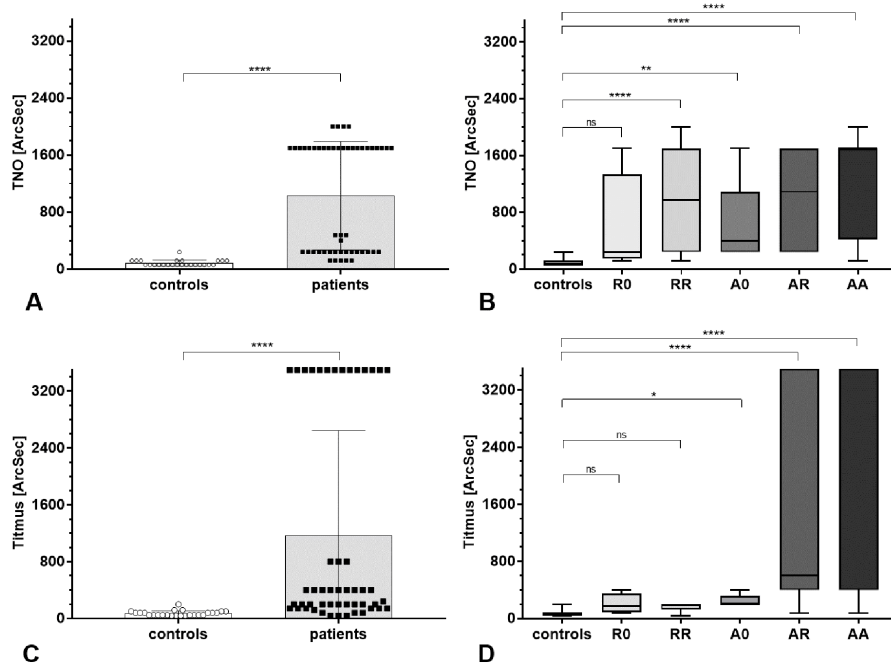 3200
2400
1600
800
0
TNO [ArcSec]
****
controls
patients
A
3200
2400
1600
800
0
TNO [ArcSec]
****
****
**
****
ns
controls R0 RR A0 AR AA
B
3200
2400
1600
800
0
Titmus [ArcSec]
****
controls
patients
C
3200
2400
1600
800
0
Titmus [ArcSec]
****
****
*
ns
ns
controls R0 RR A0 AR AA
D